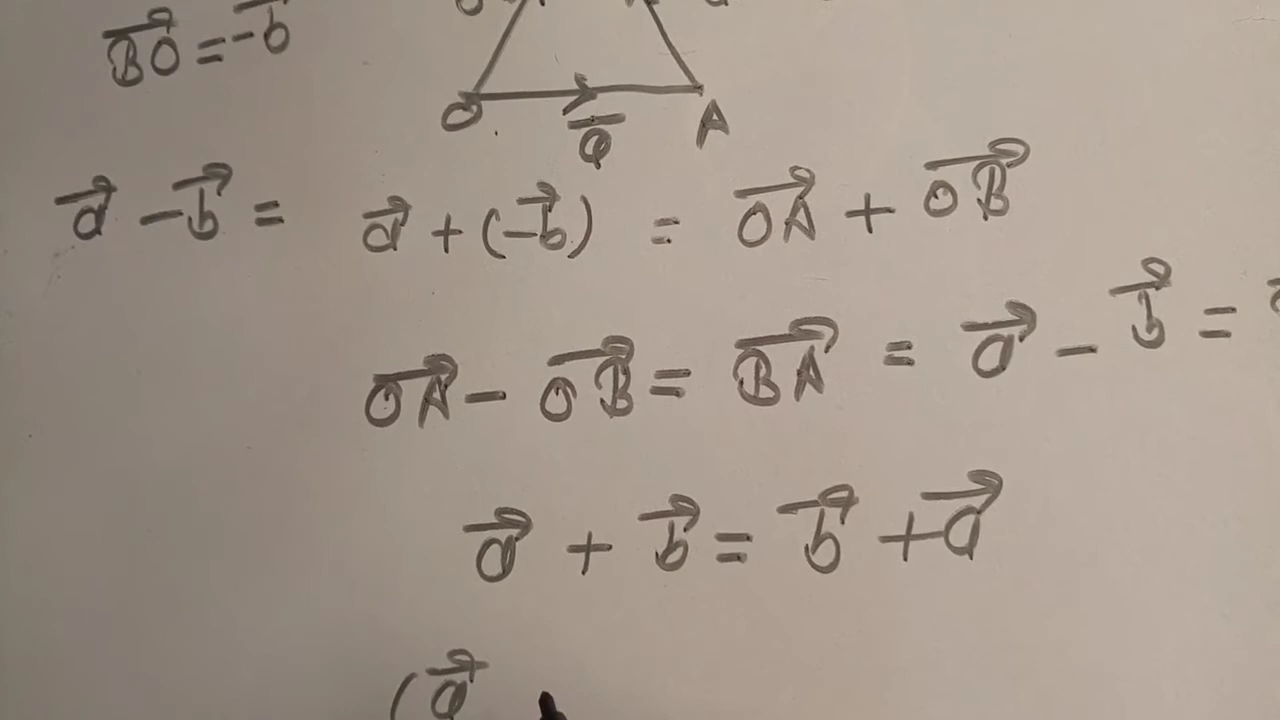 BO⃗ = -b⃗
O A
a⃗
a⃗ - b⃗ = a⃗ + (-b⃗) = OA⃗ + OB⃗
OA⃗ - OB⃗ = BA⃗ = a⃗ - b⃗ =
a⃗ + b⃗ = b⃗ + a⃗
(a⃗